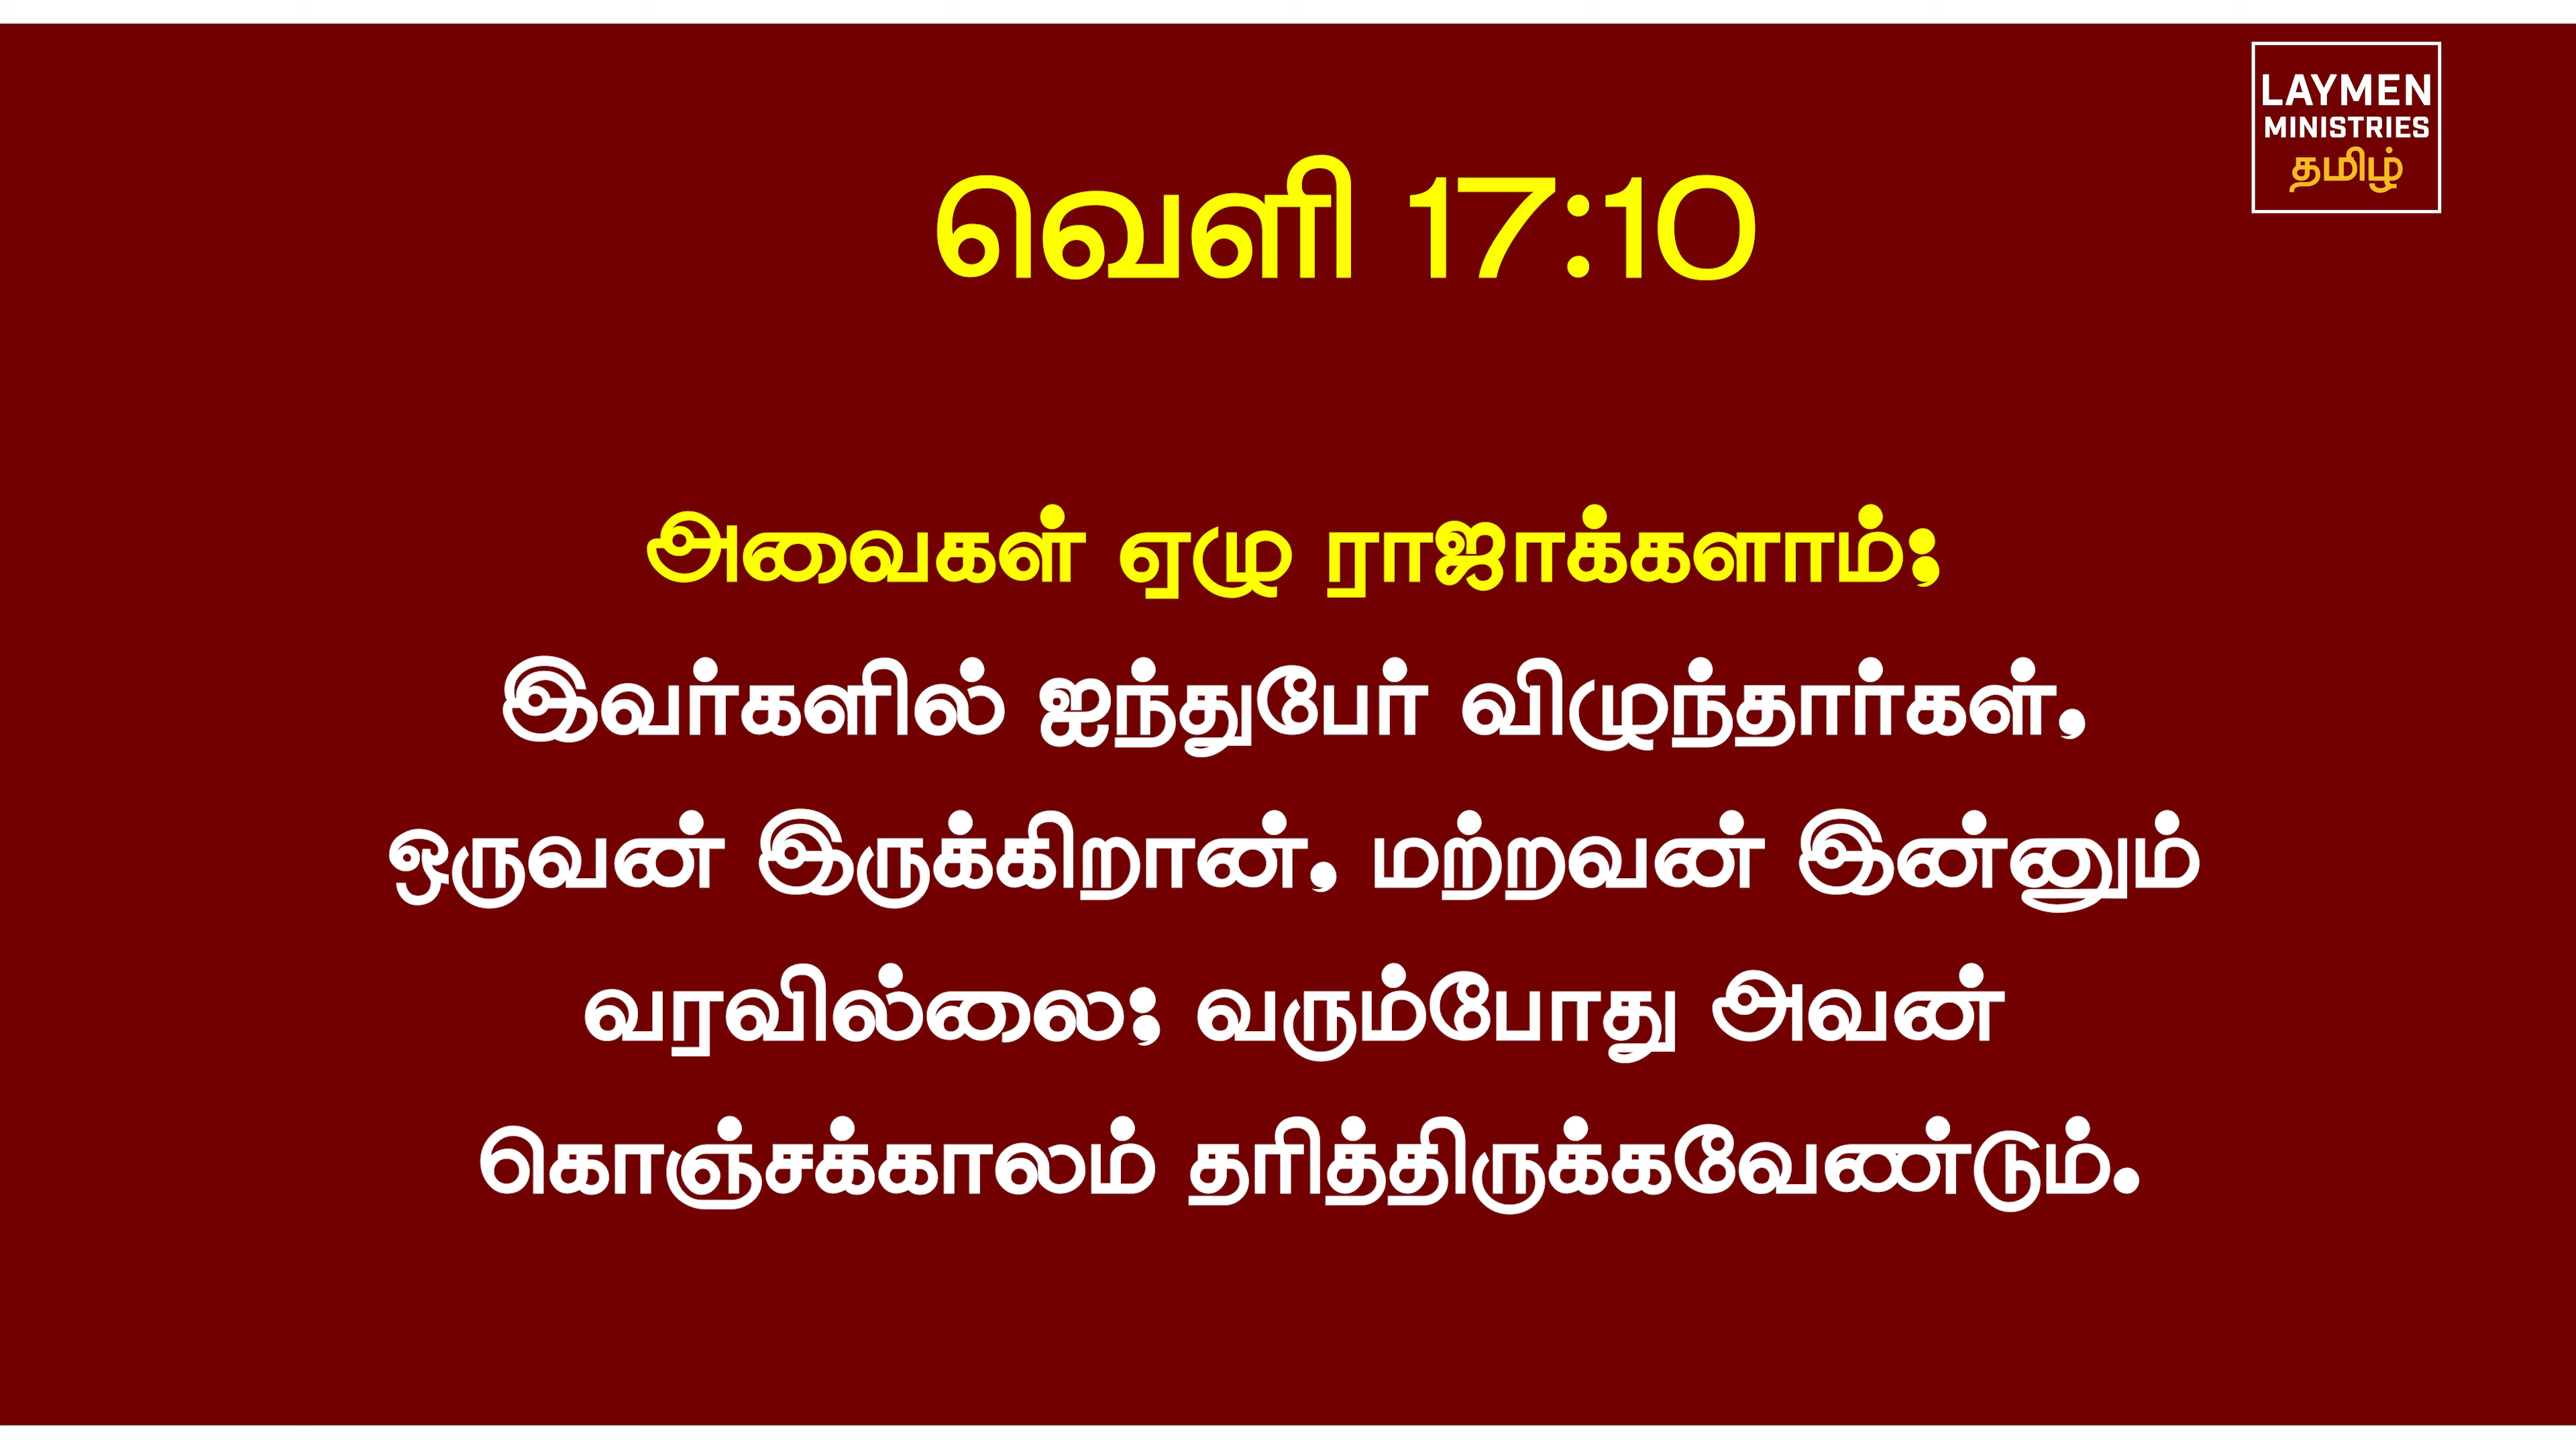 LAYMEN
MINISTRIES
தமிழ்
வெளி 17:10
அவைகள் ஏழு ராஜாக்களாம்;
இவர்களில் ஐந்துபேர் விழுந்தார்கள்,
ஒருவன் இருக்கிறான், மற்றவன் இன்னும்
வரவில்லை; வரும்போது அவன்
கொஞ்சக்காலம் தரித்திருக்கவேண்டும்.